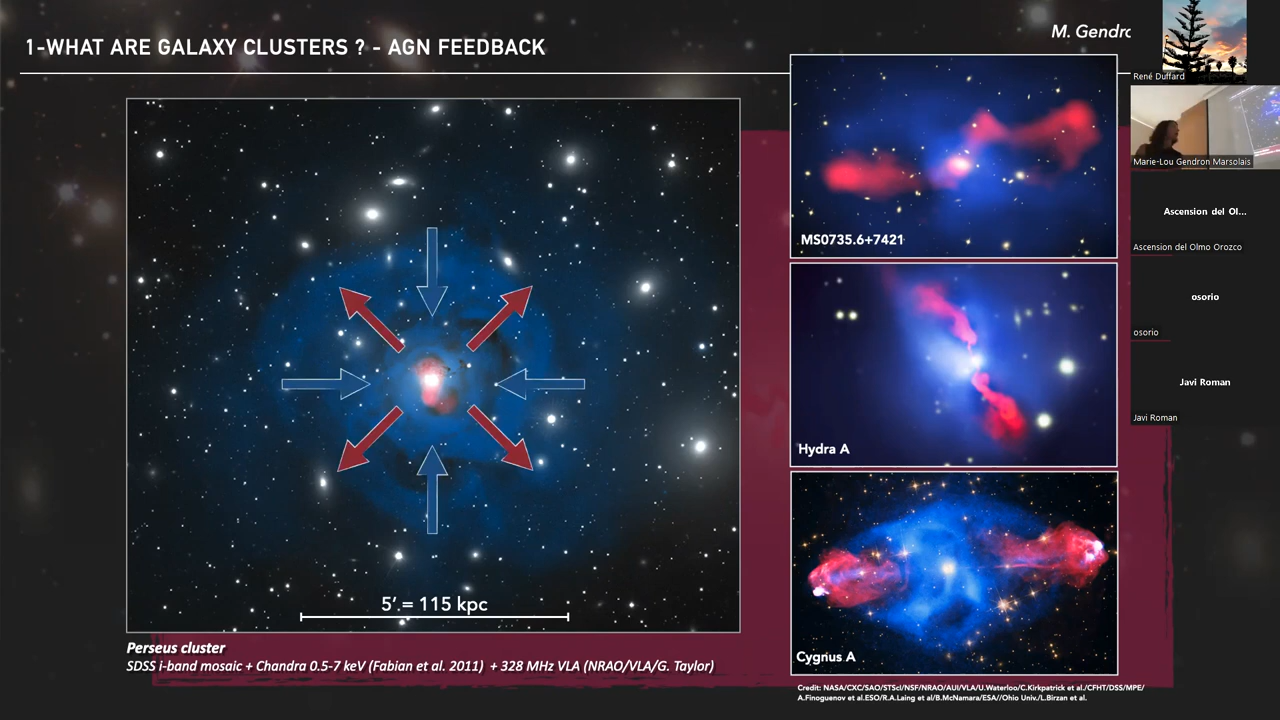 1-WHAT ARE GALAXY CLUSTERS ? - AGN FEEDBACK
M. Gendro
René Duffard
Marie-Lou Gendron Marsolais
Ascension del Ol...
Ascension del Olmo Orozco
osorio
osorio
Javi Roman
Javi Roman
MS0735.6+7421
Hydra A
Cygnus A
5’ = 115 kpc
Perseus cluster
SDSS i-band mosaic + Chandra 0.5-7 keV (Fabian et al. 2011) + 328 MHz VLA (NRAO/VLA/G. Taylor)
Credit: NASA/CXC/SAO/STScI/NSF/NRAO/AUI/VLA/U.Waterloo/C.Kirkpatrick et al./CFHT/DSS/MPE/
A.Finoguenov et al.ESO/R.A.Laing et al/B.McNamara/ESA//Ohio Univ./L.Birzan et al.